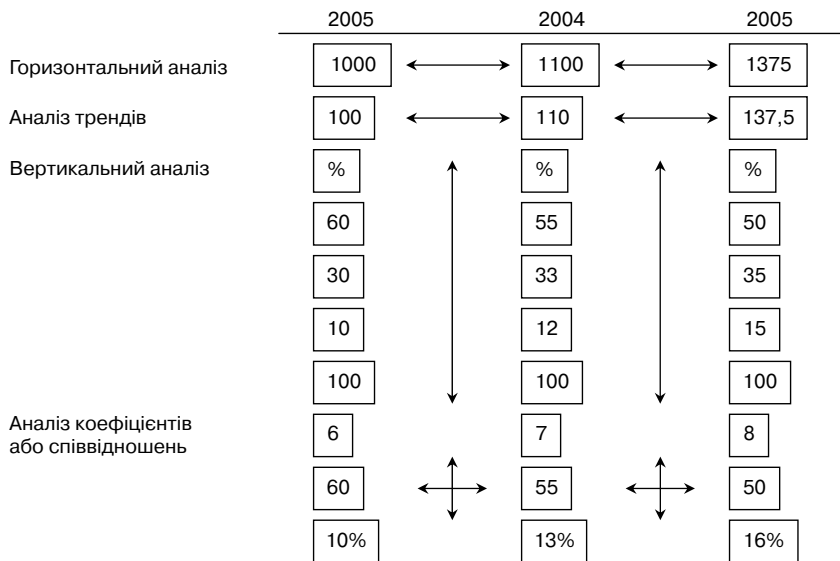 2005 2004 2005
Горизонтальний аналіз 1000 1100 1375
Аналіз трендів 100 110 137,5
Вертикальний аналіз % % %
60 55 50
30 33 35
10 12 15
100 100 100
Аналіз коефіцієнтів
або співвідношень 6 7 8
60 55 50
10% 13% 16%